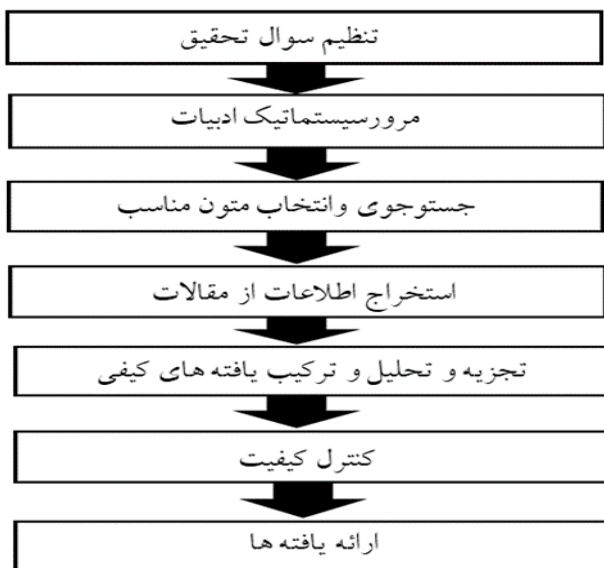 تنظیم سوال تحقیق
مرورسیستماتیک ادبیات
جستوجوی وانتخاب متون مناسب
استخراج اطلاعات از مقالات
تجزیه و تحلیل و ترکیب یافته های کیفی
کنترل کیفیت
ارائه یافته ها